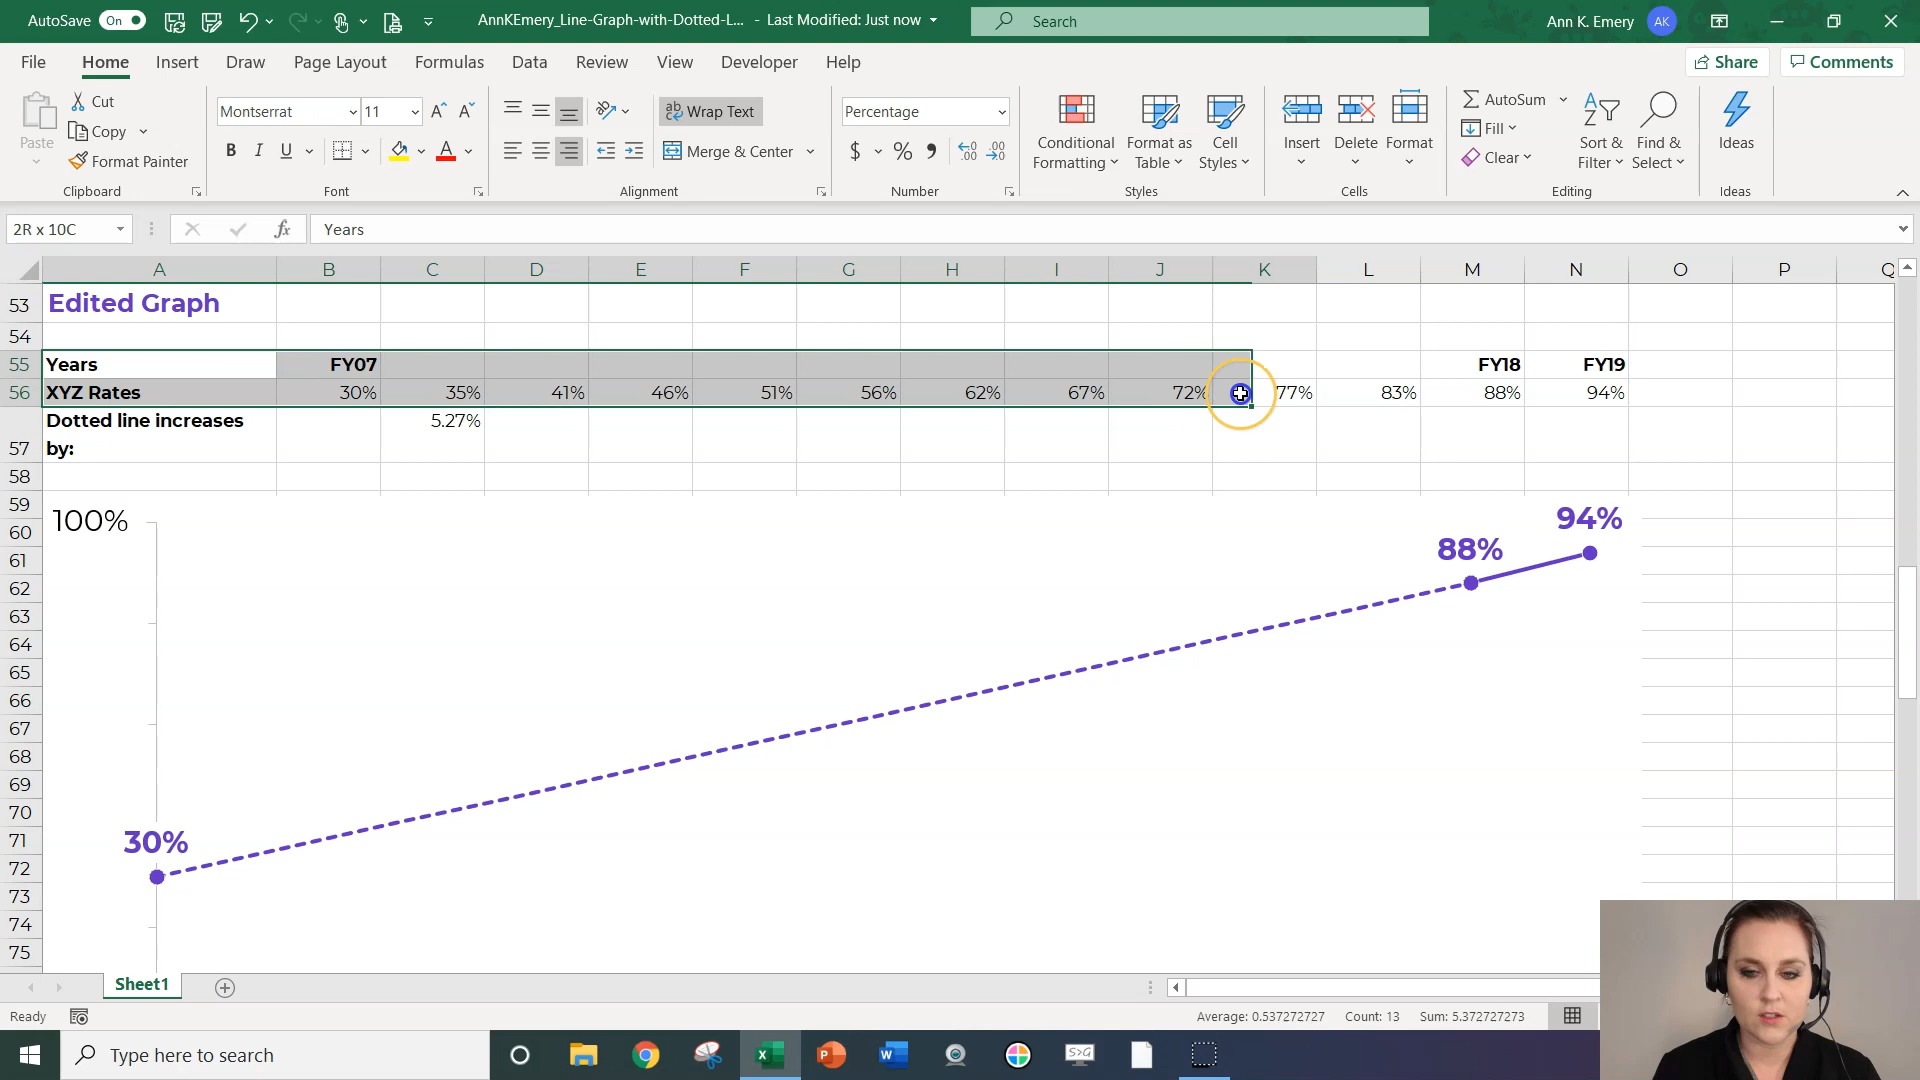 AutoSave On AnnKEmery_Line-Graph-with-Dotted-L... - Last Modified: Just now Search Ann K. Emery AK
File Home Insert Draw Page Layout Formulas Data Review View Developer Help Share Comments
Paste Cut Copy Format Painter Clipboard
Montserrat 11 B I U A Font
ab Wrap Text Merge & Center Alignment
Percentage $ % 9 .00 Number
Conditional Formatting Format as Table Cell Styles Styles
Insert Delete Format Cells
AutoSum Fill Clear Sort & Filter Find & Select Editing
Ideas Ideas
2R x 10C fx Years
A B C D E F G H I J K L M N O P Q
53 Edited Graph
54
55 Years FY07 FY18 FY19
56 XYZ Rates 30% 35% 41% 46% 51% 56% 62% 67% 72% 77% 83% 88% 94%
Dotted line increases 5.27%
57 by:
58
59
60
61
62
63
64
65
66
67
68
69
70
71
72
73
74
75
100%
94%
88%
30%
Sheet1
Ready Average: 0.537272727 Count: 13 Sum: 5.372727273
Type here to search S>G